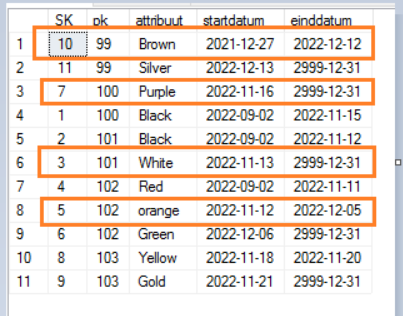 SK pk attribuut startdatum einddatum
1 10 99 Brown 2021-12-27 2022-12-12
2 11 99 Silver 2022-12-13 2999-12-31
3 7 100 Purple 2022-11-16 2999-12-31
4 1 100 Black 2022-09-02 2022-11-15
5 2 101 Black 2022-09-02 2022-11-12
6 3 101 White 2022-11-13 2999-12-31
7 4 102 Red 2022-09-02 2022-11-11
8 5 102 orange 2022-11-12 2022-12-05
9 6 102 Green 2022-12-06 2999-12-31
10 8 103 Yellow 2022-11-18 2022-11-20
11 9 103 Gold 2022-11-21 2999-12-31